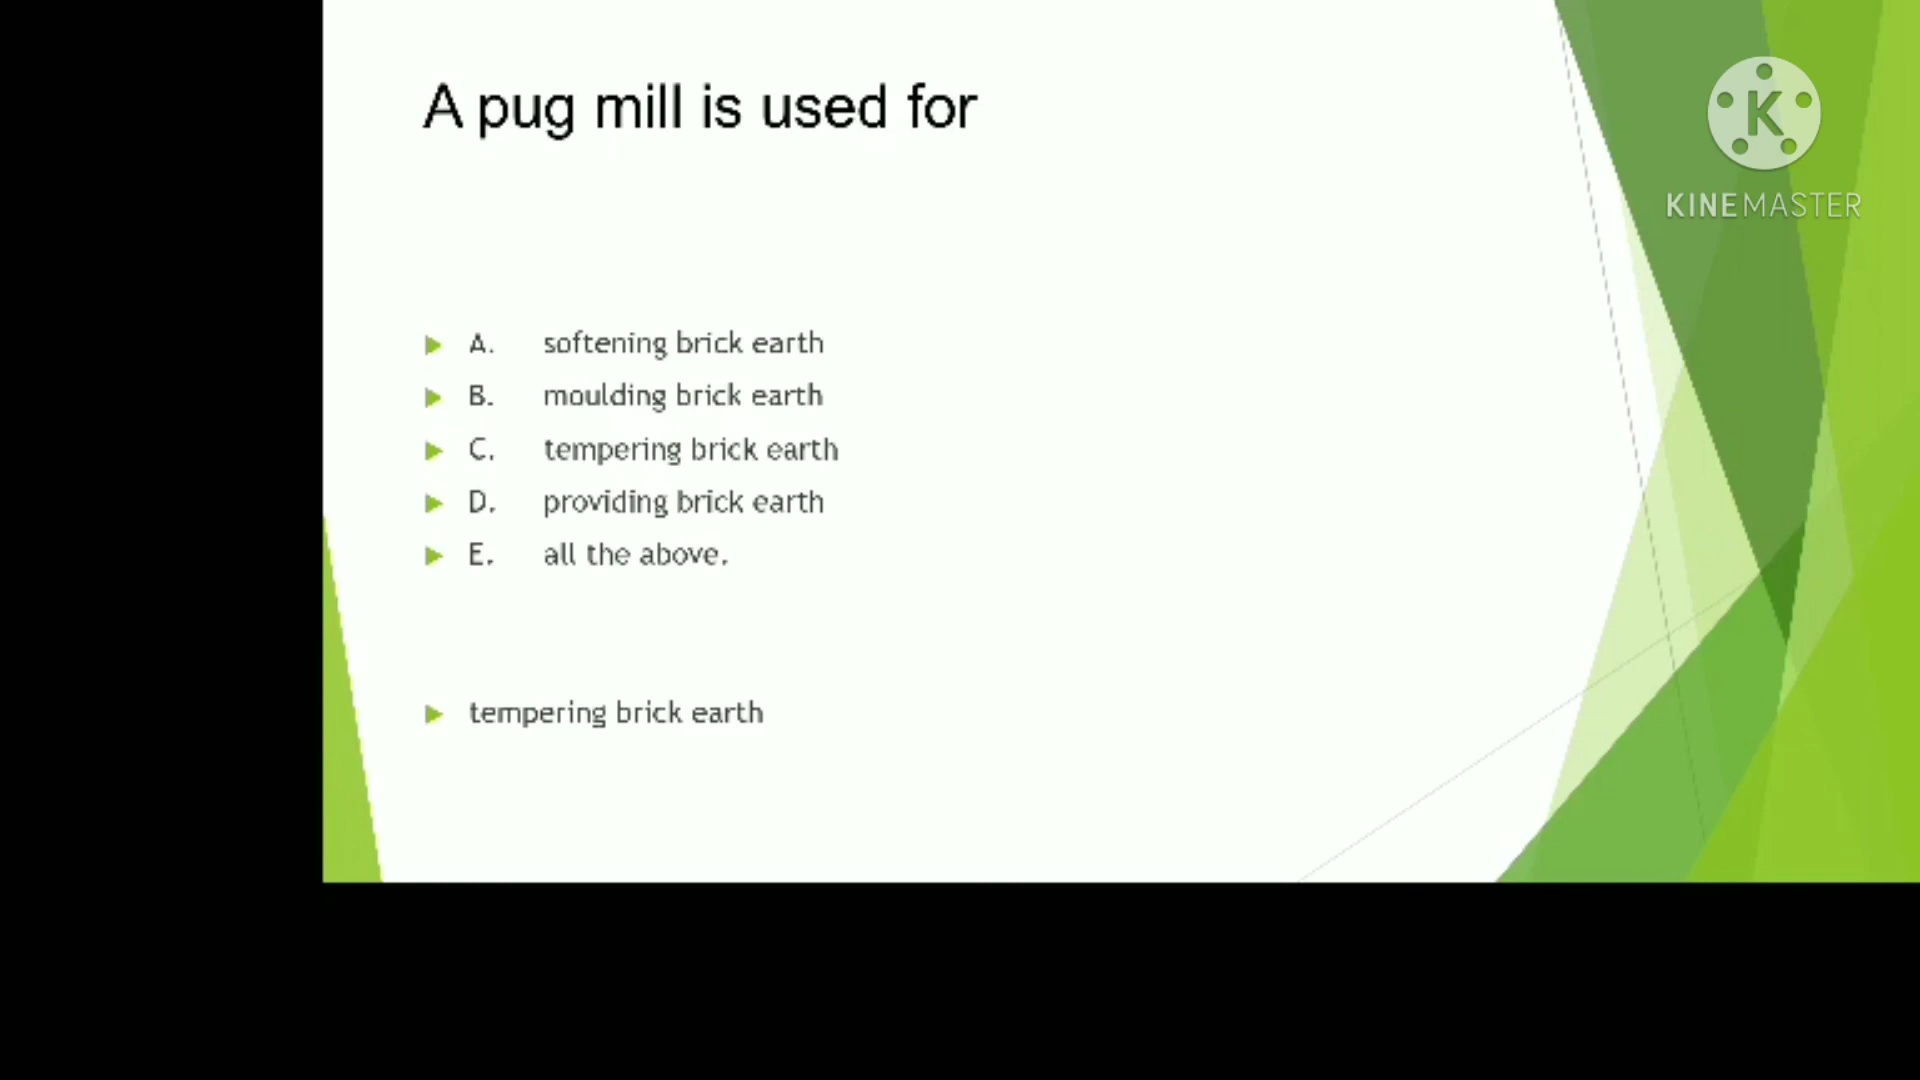 A pug mill is used for
A. softening brick earth
B. moulding brick earth
C. tempering brick earth
D. providing brick earth
E. all the above.
tempering brick earth
K
KINEMASTER